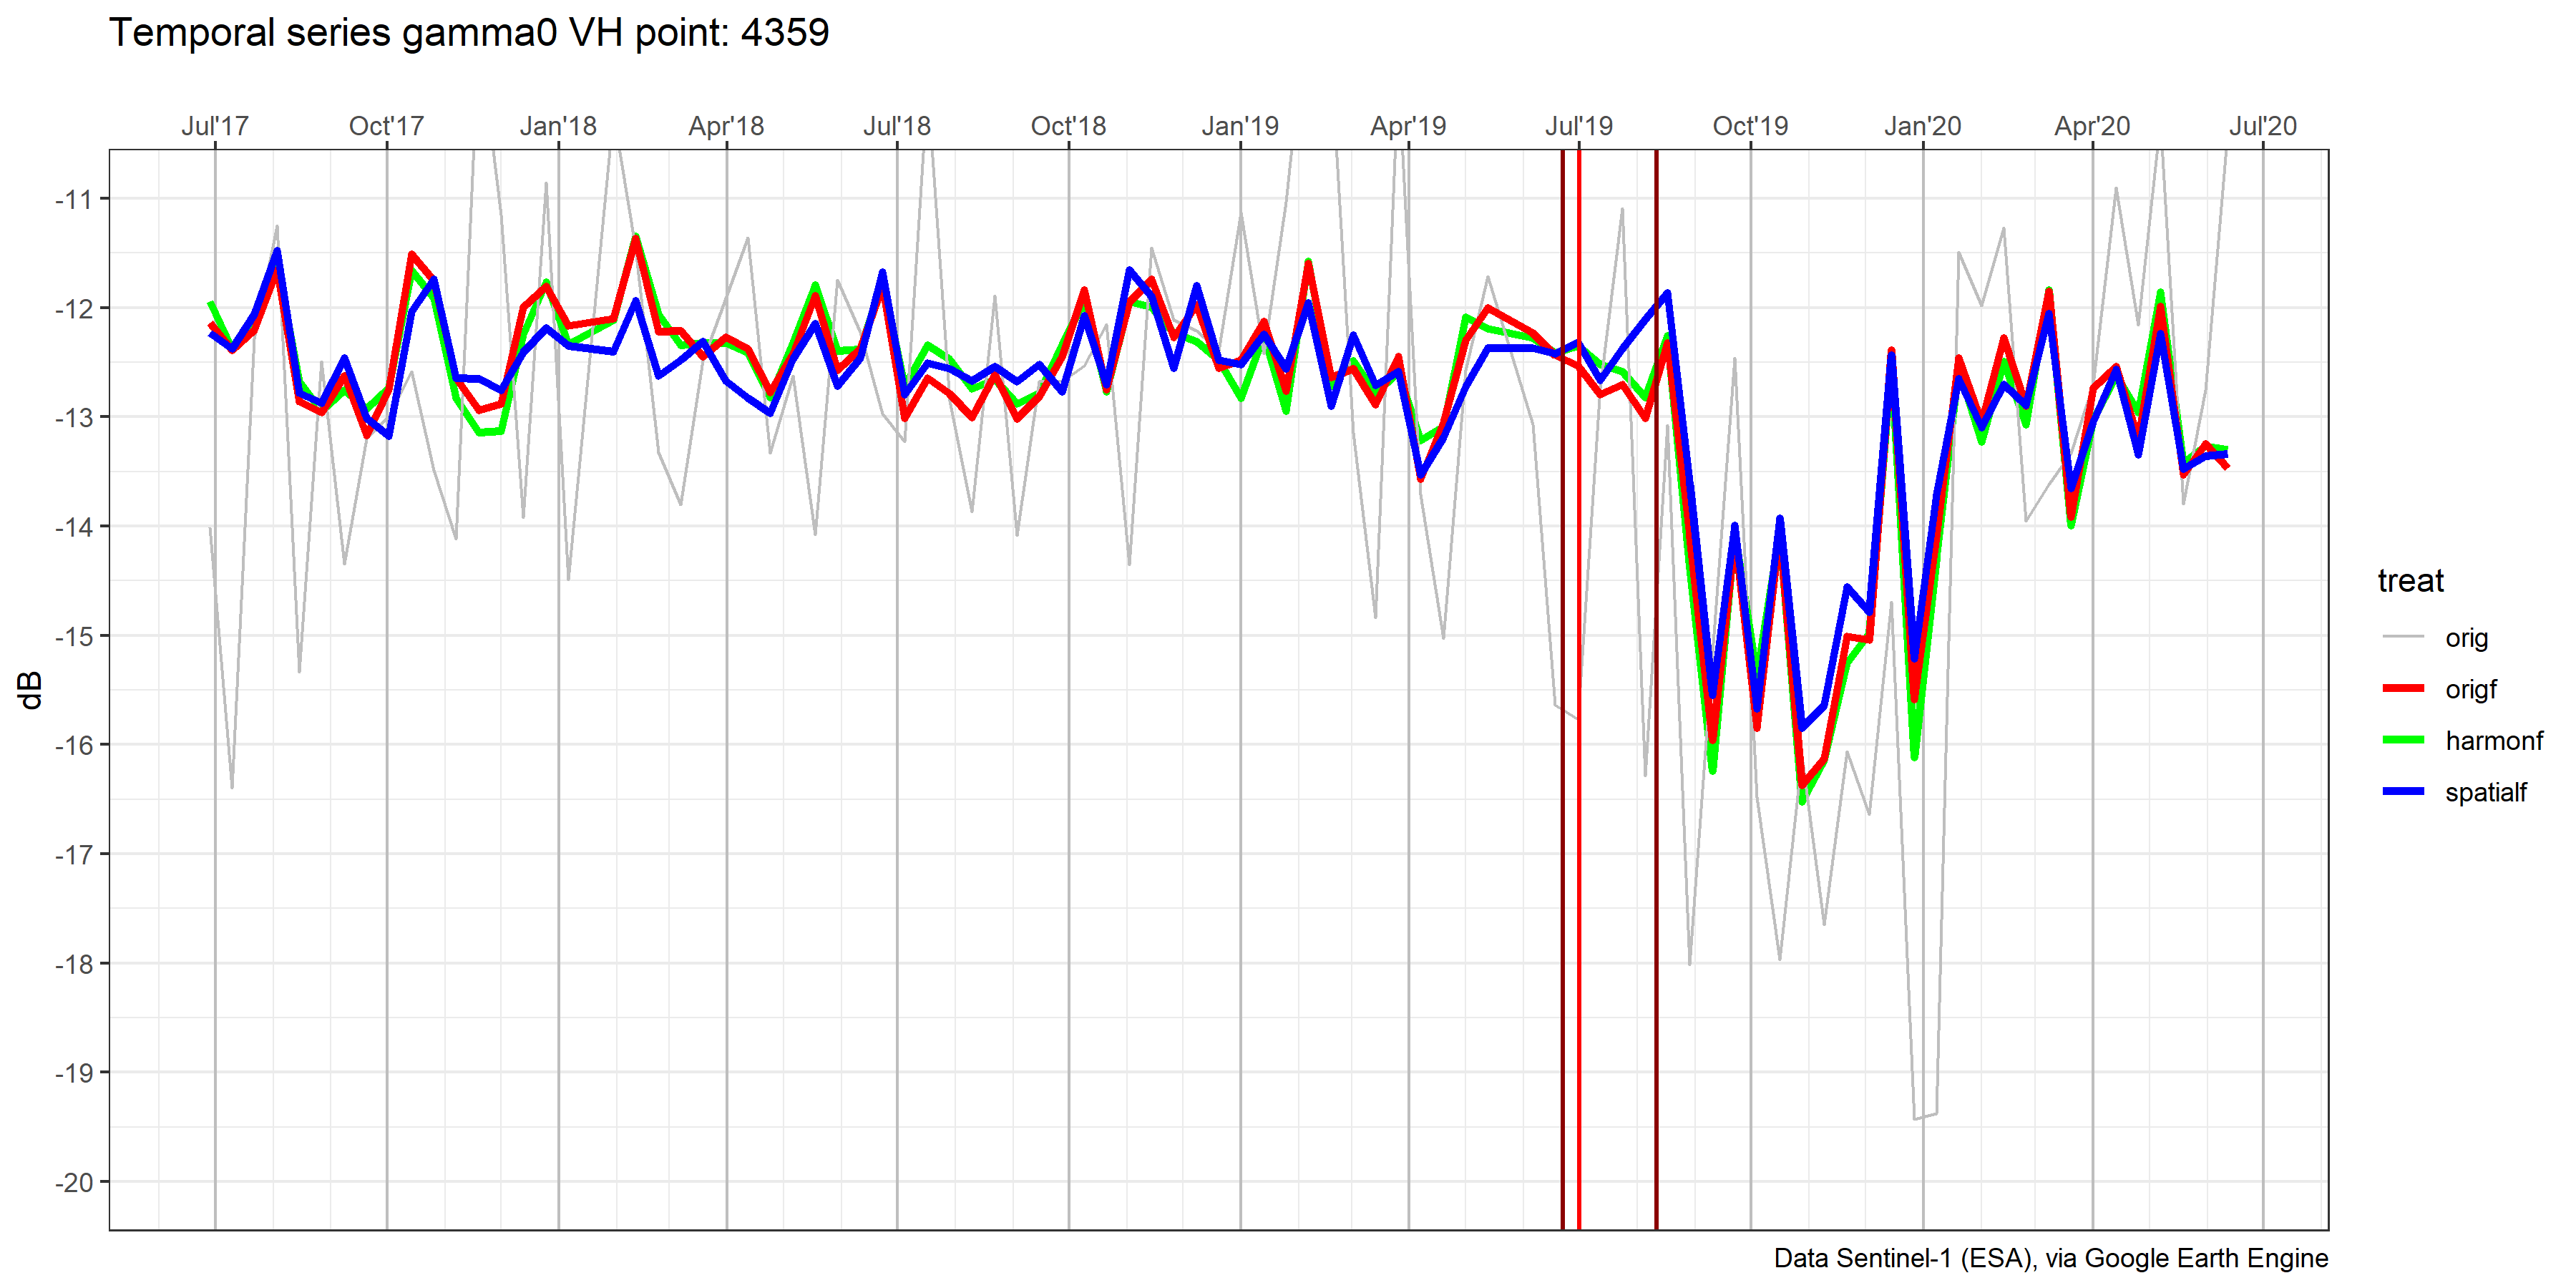 Temporal series gamma0 VH point: 4359
Jul'17 Oct'17 Jan'18 Apr'18 Jul'18 Oct'18 Jan'19 Apr'19 Jul'19 Oct'19 Jan'20 Apr'20 Jul'20
-11
-12
-13
-14
-15
-16
-17
-18
-19
-20
dB
treat
orig
origf
harmonf
spatialf
Data Sentinel-1 (ESA), via Google Earth Engine